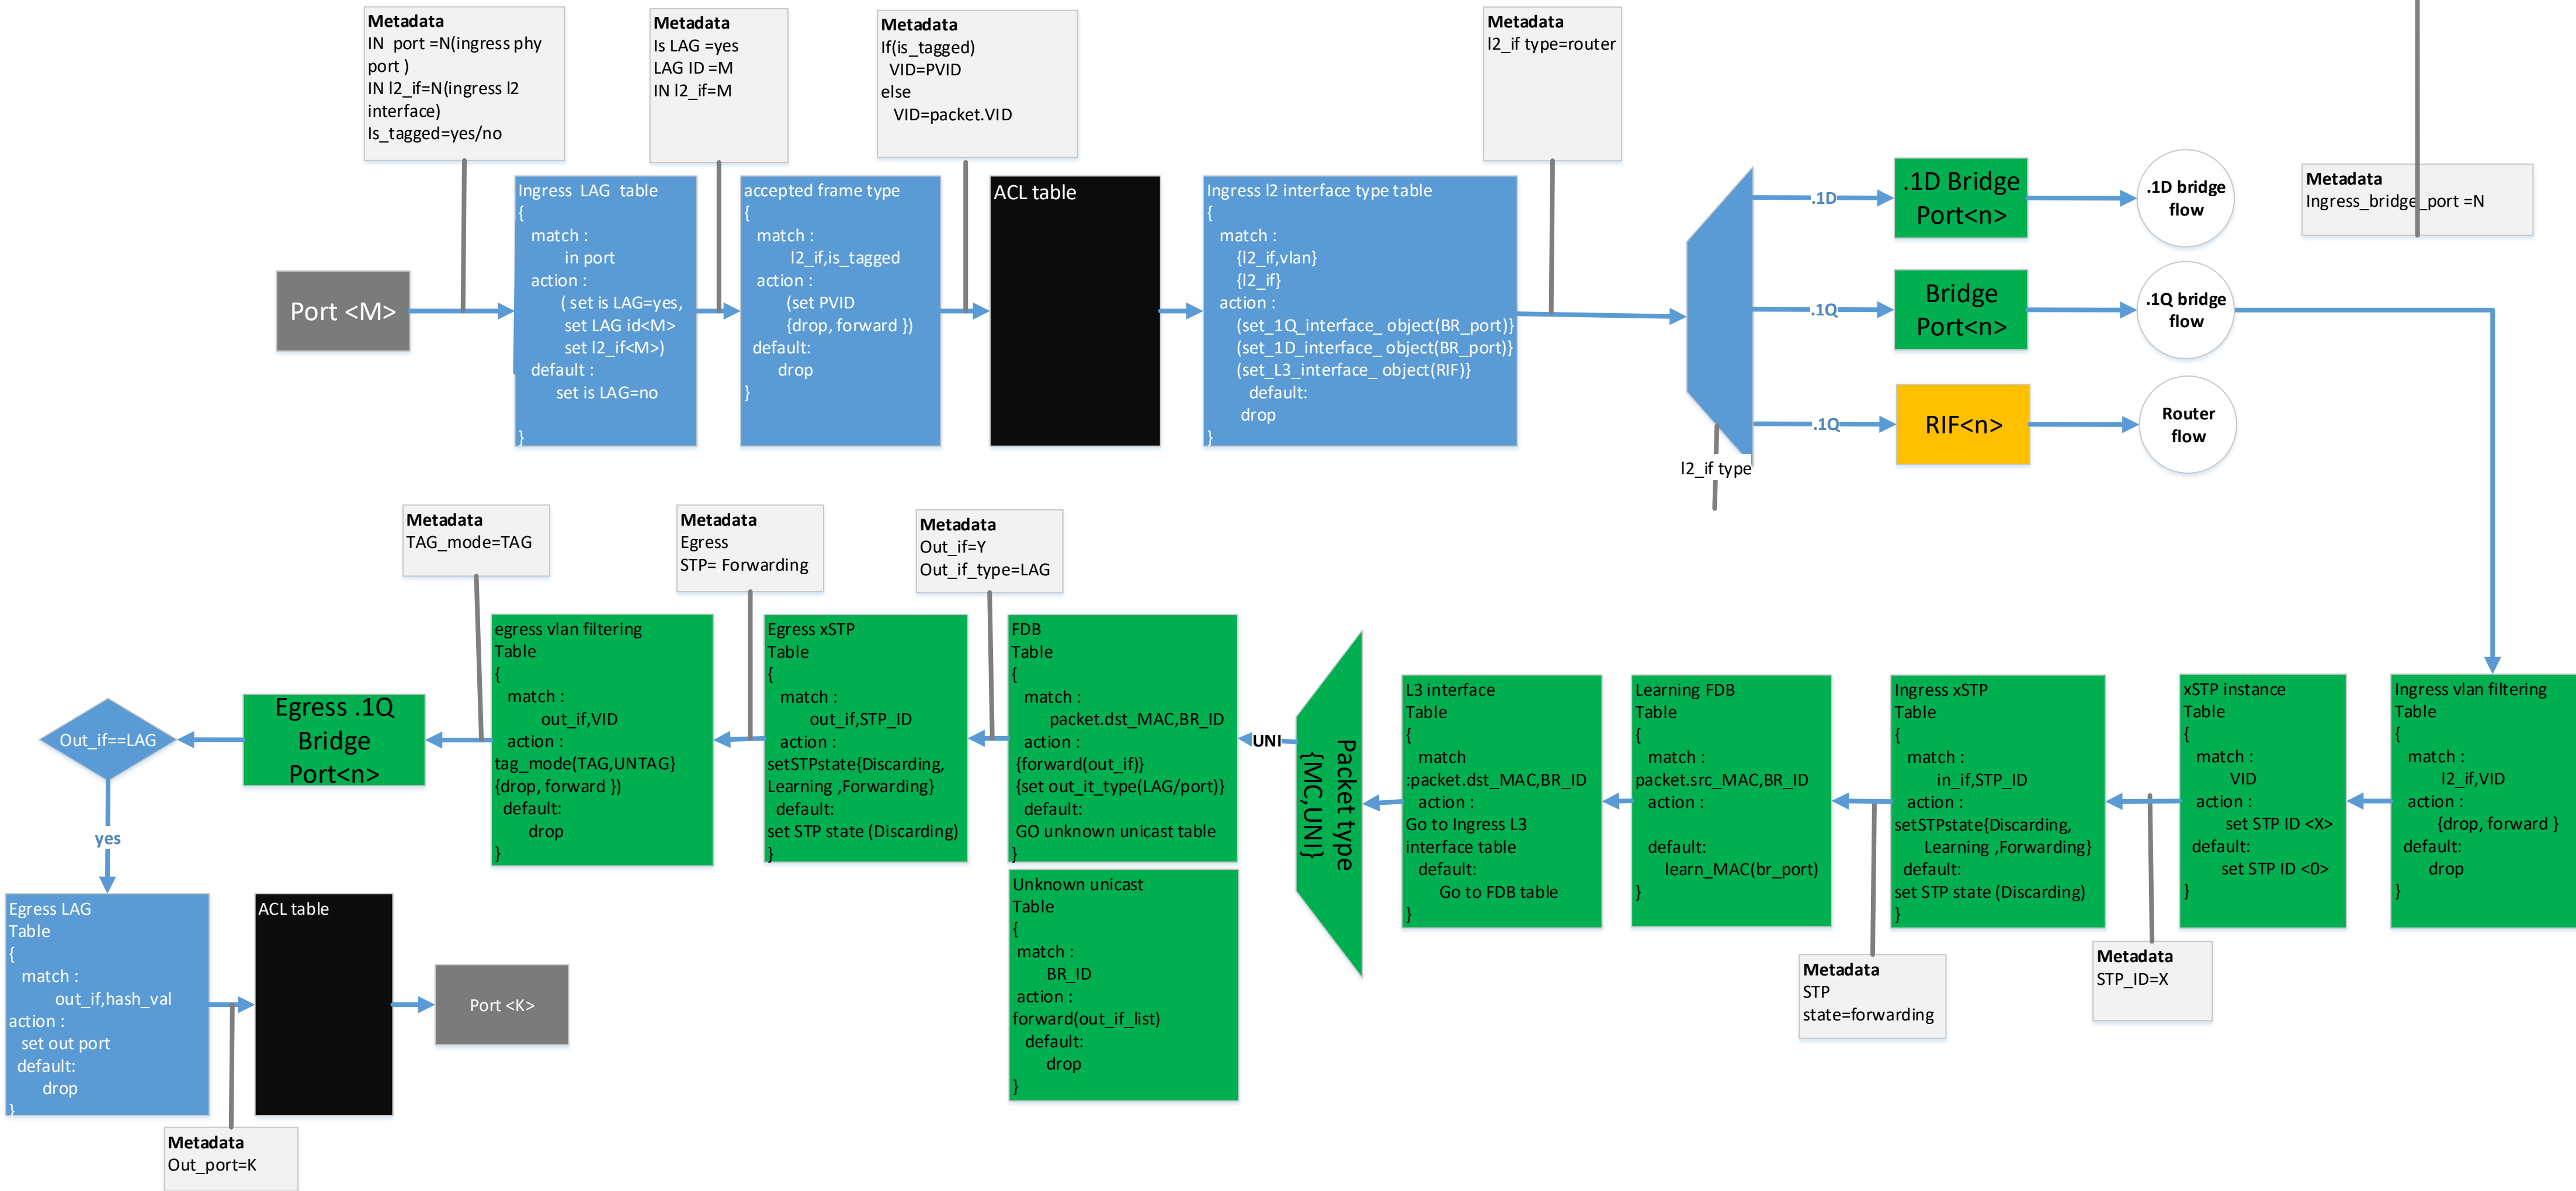 Metadata
IN  port =N(ingress phy
port )
IN l2_if=N(ingress l2
interface)
Is_tagged=yes/no
Metadata
Is LAG =yes
LAG ID =M
IN l2_if=M
Metadata
If(is_tagged)
VID=PVID
else
VID=packet.VID
Metadata
l2_if type=router
Port <M>
Ingress  LAG  table
{
match :
in port
action :
( set is LAG=yes,
set LAG id<M>
set l2_if<M>)
default :
set is LAG=no
}
accepted frame type
{
match :
l2_if,is_tagged
action :
(set PVID
{drop, forward })
default:
drop
}
ACL table
Ingress l2 interface type table
{
match :
{l2_if,vlan}
{l2_if}
action :
(set_1Q_interface_ object(BR_port)}
(set_1D_interface_ object(BR_port)}
(set_L3_interface_ object(RIF)}
default:
drop
}
l2_if type
.1D
.1D Bridge
Port<n>
.1D bridge
flow
.1Q
Bridge
Port<n>
.1Q bridge
flow
.1Q
RIF<n>
Router
flow
Metadata
Ingress_bridge_port =N
Ingress vlan filtering
Table
{
match :
l2_if,VID
action :
{drop, forward }
default:
drop
}
xSTP instance
Table
{
match :
VID
action :
set STP ID <X>
default:
set STP ID <0>
}
Metadata
STP_ID=X
Ingress xSTP
Table
{
match :
in_if,STP_ID
action :
setSTPstate{Discarding,
Learning ,Forwarding}
default:
set STP state (Discarding)
}
Metadata
STP
state=forwarding
Learning FDB
Table
{
match :
packet.src_MAC,BR_ID
action :
default:
learn_MAC(br_port)
}
L3 interface
Table
{
match
:packet.dst_MAC,BR_ID
action :
Go to Ingress L3
interface table
default:
Go to FDB table
}
Packet type
{MC,UNI}
UNI
FDB
Table
{
match :
packet.dst_MAC,BR_ID
action :
{forward(out_if)}
{set out_it_type(LAG/port)}
default:
GO unknown unicast table
}
Unknown unicast
Table
{
match :
BR_ID
action :
forward(out_if_list)
default:
drop
}
Metadata
Out_if=Y
Out_if_type=LAG
Egress xSTP
Table
{
match :
out_if,STP_ID
action :
setSTPstate{Discarding,
Learning ,Forwarding}
default:
set STP state (Discarding)
}
Metadata
Egress
STP= Forwarding
egress vlan filtering
Table
{
match :
out_if,VID
action :
tag_mode(TAG,UNTAG}
{drop, forward })
default:
drop
}
Metadata
TAG_mode=TAG
Egress .1Q
Bridge
Port<n>
Out_if==LAG
yes
Egress LAG
Table
{
match :
out_if,hash_val
action :
set out port
default:
drop
}
Metadata
Out_port=K
ACL table
Port <K>